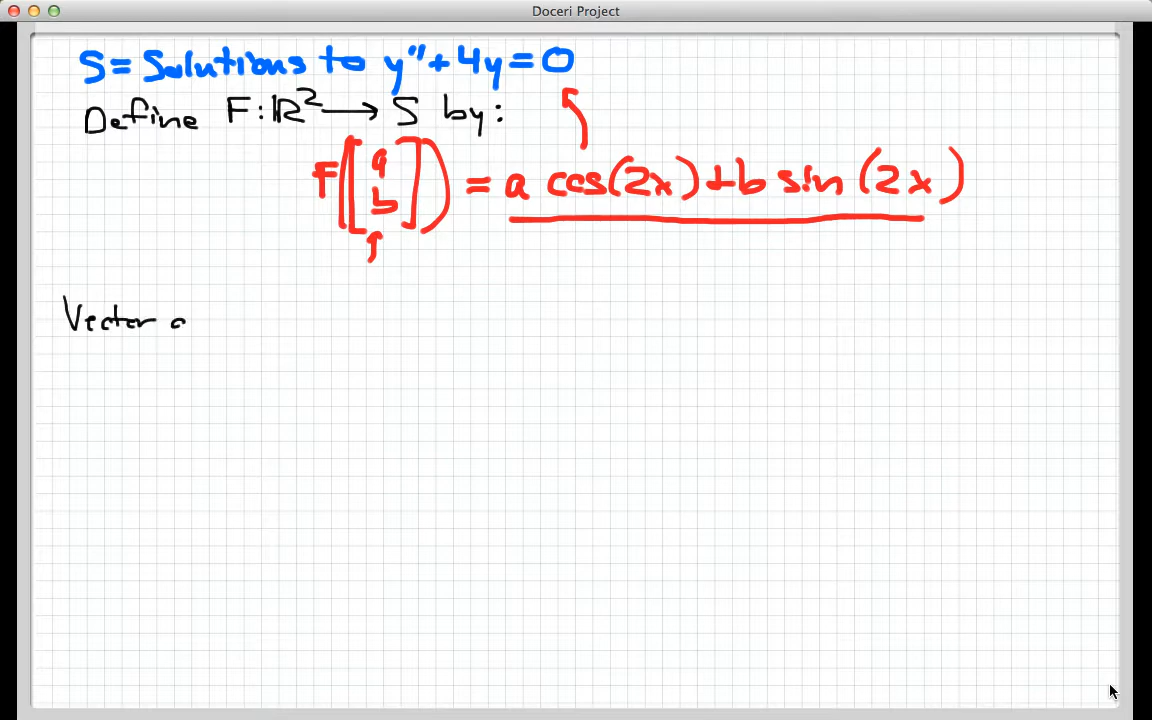 Doceri Project
S = Solutions to y" + 4y = 0
Define F: ℝ² → S by:
F([a b]) = a cos(2x) + b sin(2x)
Vector a